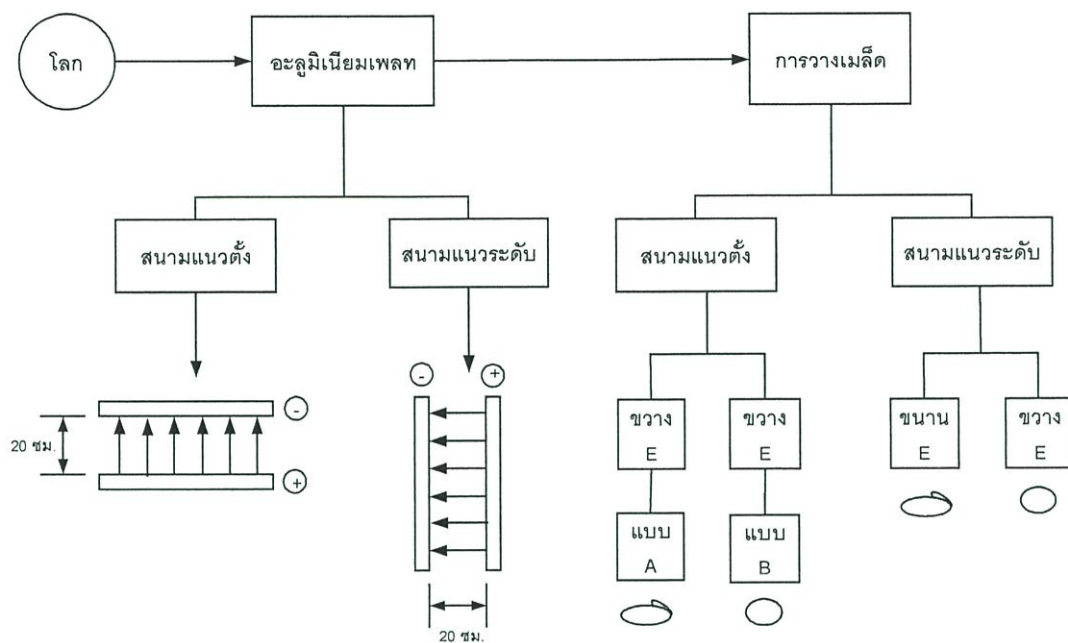 โลก
อะลูมิเนียมเพลท
การวางเมล็ด
สนามแนวตั้ง
สนามแนวระดับ
สนามแนวตั้ง
สนามแนวระดับ
-
+
20 ซม.
-
+
20 ซม.
ขวาง
E
ขวาง
E
ขนาน
E
ขวาง
E
แบบ
A
แบบ
B